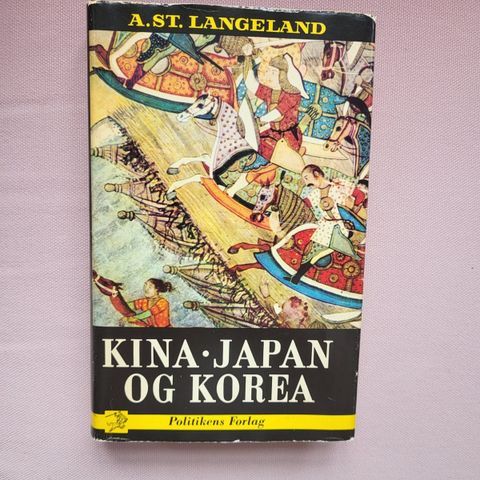 A. ST. LANGELAND
KINA · JAPAN
OG KOREA
Politikens Forlag